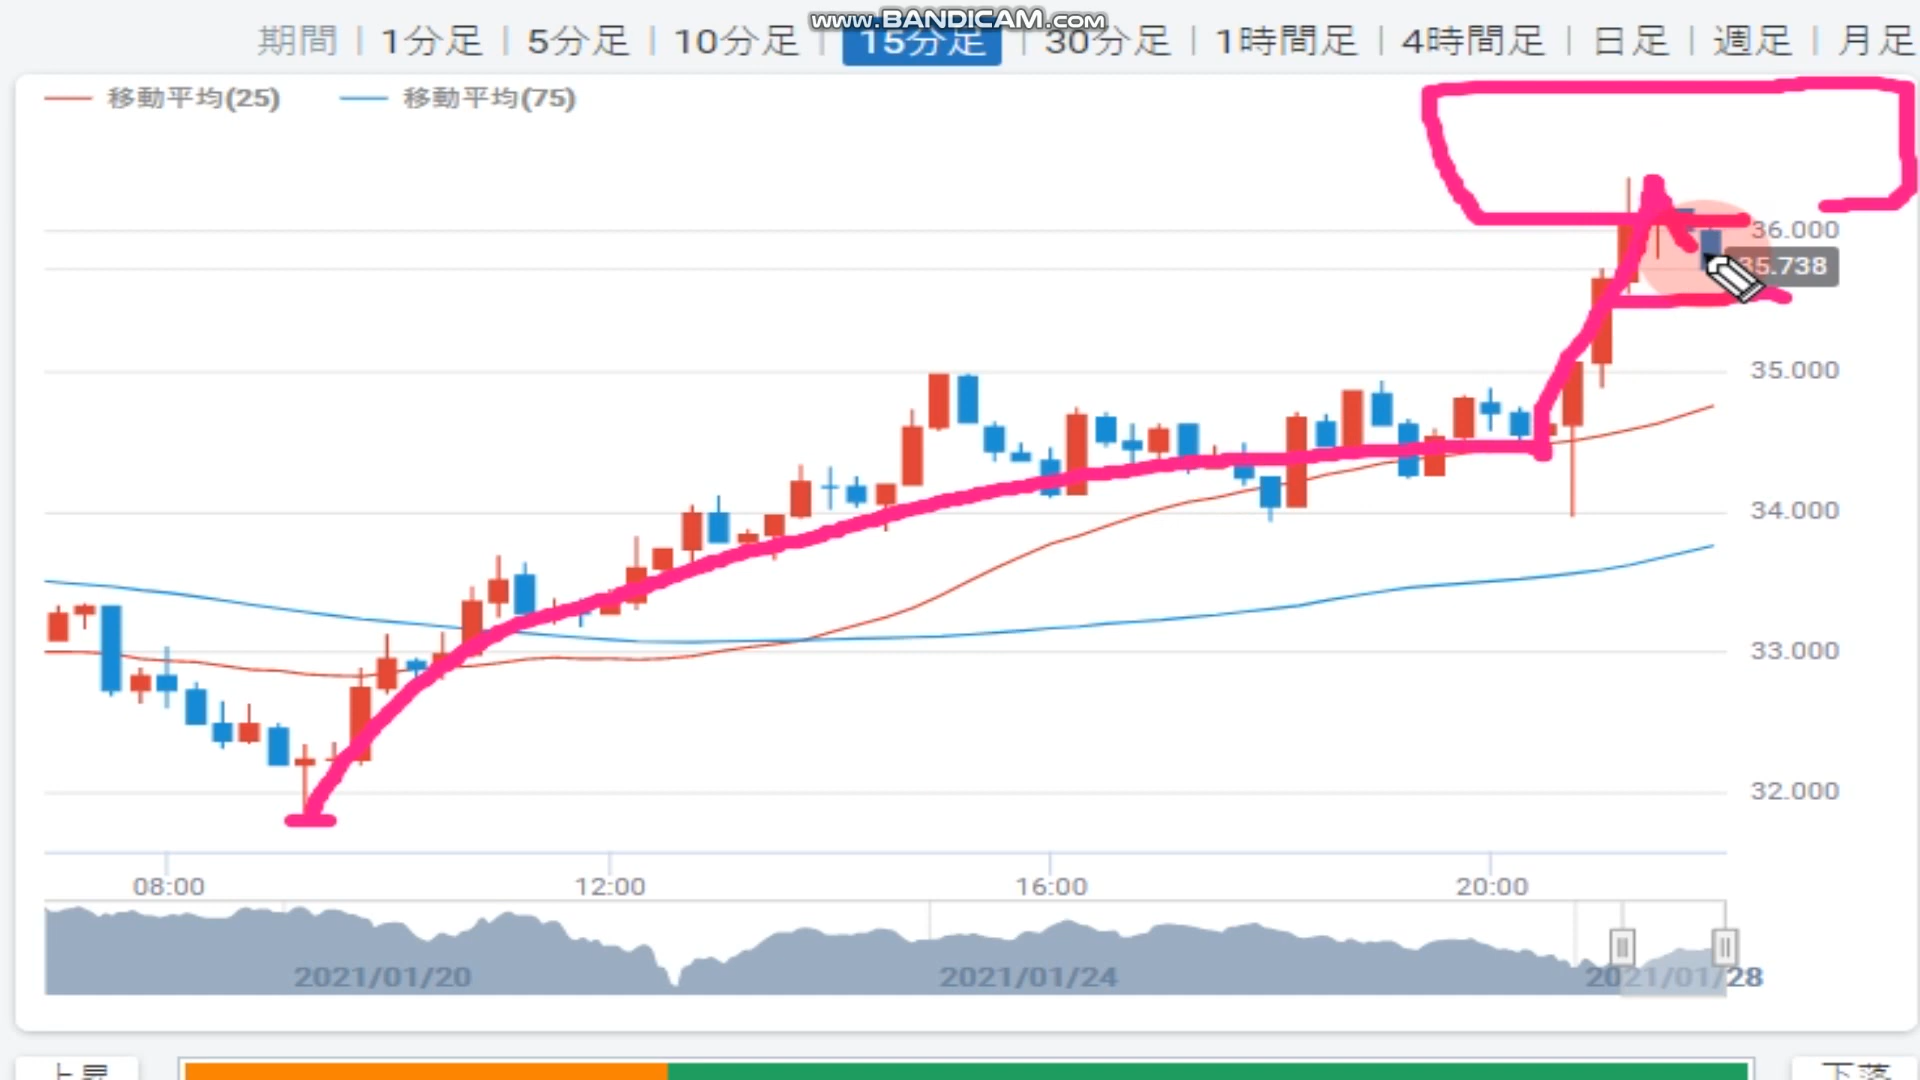 www.BANDICAM.com
期間 | 1分足 | 5分足 | 10分足 | 15分足 | 30分足 | 1時間足 | 4時間足 | 日足 | 週足 | 月足
移動平均(25) 移動平均(75)
36.000
35.738
35.000
34.000
33.000
32.000
08:00 12:00 16:00 20:00
2021/01/20 2021/01/24 2021/01/28
上昇 下落